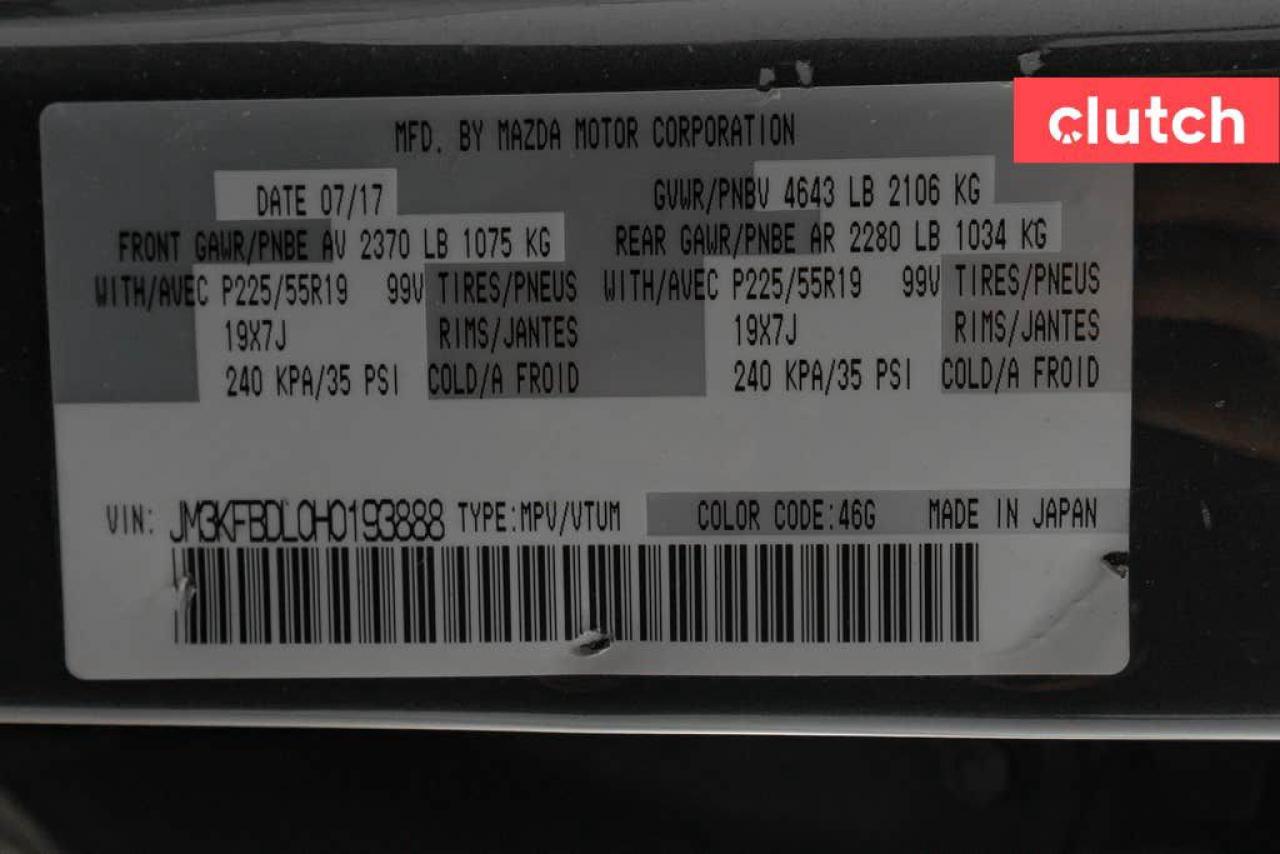 clutch
MFD. BY MAZDA MOTOR CORPORATION
DATE 07/17 GVWR/PNBV 4643 LB 2106 KG
FRONT GAWR/PNBE AV 2370 LB 1075 KG REAR GAWR/PNBE AR 2280 LB 1034 KG
WITH/AVEC P225/55R19 99V TIRES/PNEUS WITH/AVEC P225/55R19 99V TIRES/PNEUS
19X7J RIMS/JANTES 19X7J RIMS/JANTES
240 KPA/35 PSI COLD/A FROID 240 KPA/35 PSI COLD/A FROID
VIN: JM3KFBDL0H0193888 TYPE:MPV/VTUM COLOR CODE:46G MADE IN JAPAN